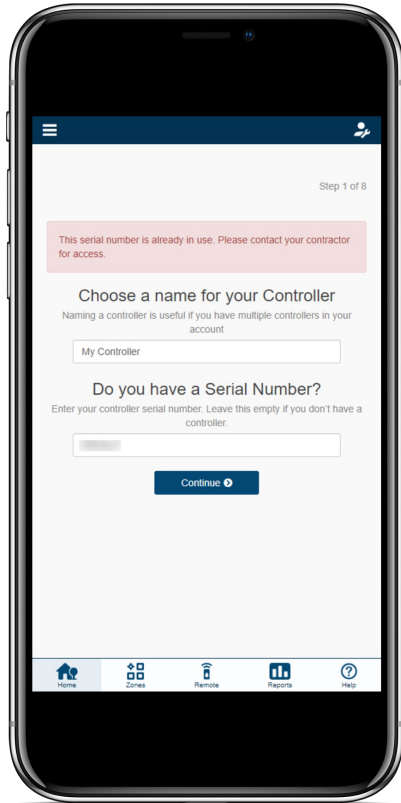 Step 1 of 8
This serial number is already in use. Please contact your contractor
for access.
Choose a name for your Controller
Naming a controller is useful if you have multiple controllers in your
account
My Controller
Do you have a Serial Number?
Enter your controller serial number. Leave this empty if you don't have a
controller.
Continue
Home Zones Remote Reports Help